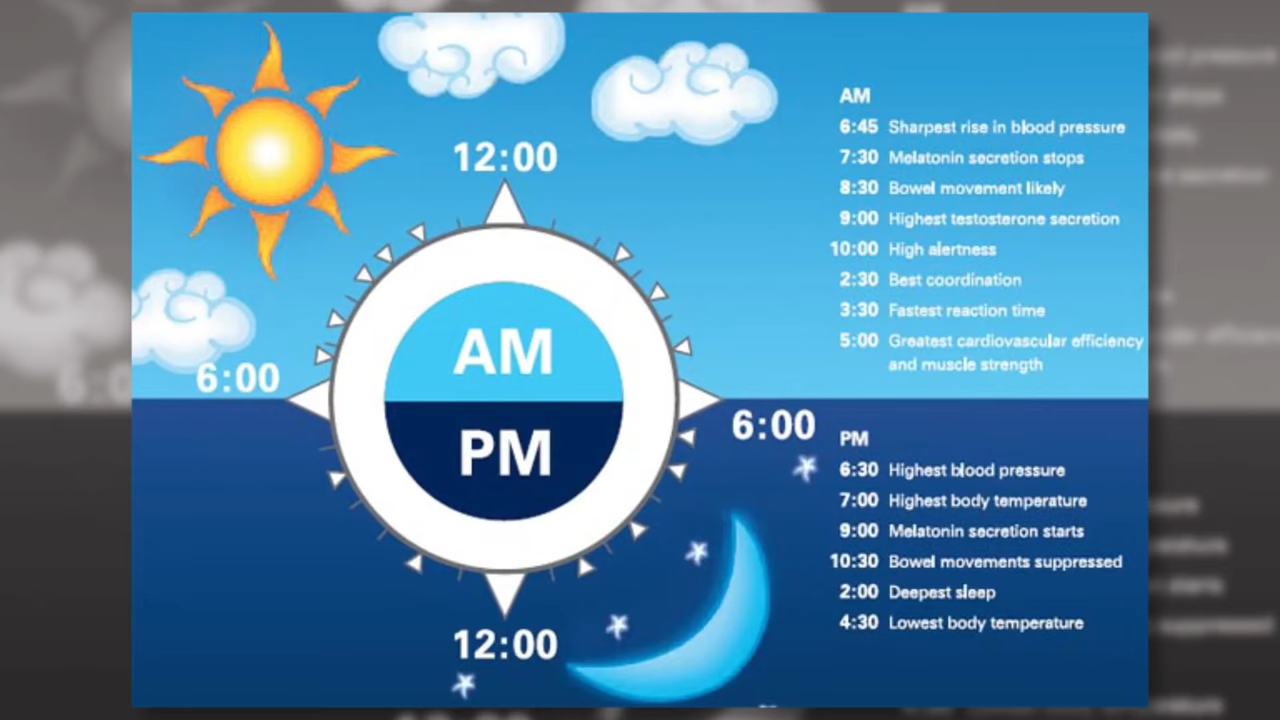 12:00
6:00
AM
PM
6:00
12:00
AM
6:45 Sharpest rise in blood pressure
7:30 Melatonin secretion stops
8:30 Bowel movement likely
9:00 Highest testosterone secretion
10:00 High alertness
2:30 Best coordination
3:30 Fastest reaction time
5:00 Greatest cardiovascular efficiency
and muscle strength
PM
6:30 Highest blood pressure
7:00 Highest body temperature
9:00 Melatonin secretion starts
10:30 Bowel movements suppressed
2:00 Deepest sleep
4:30 Lowest body temperature